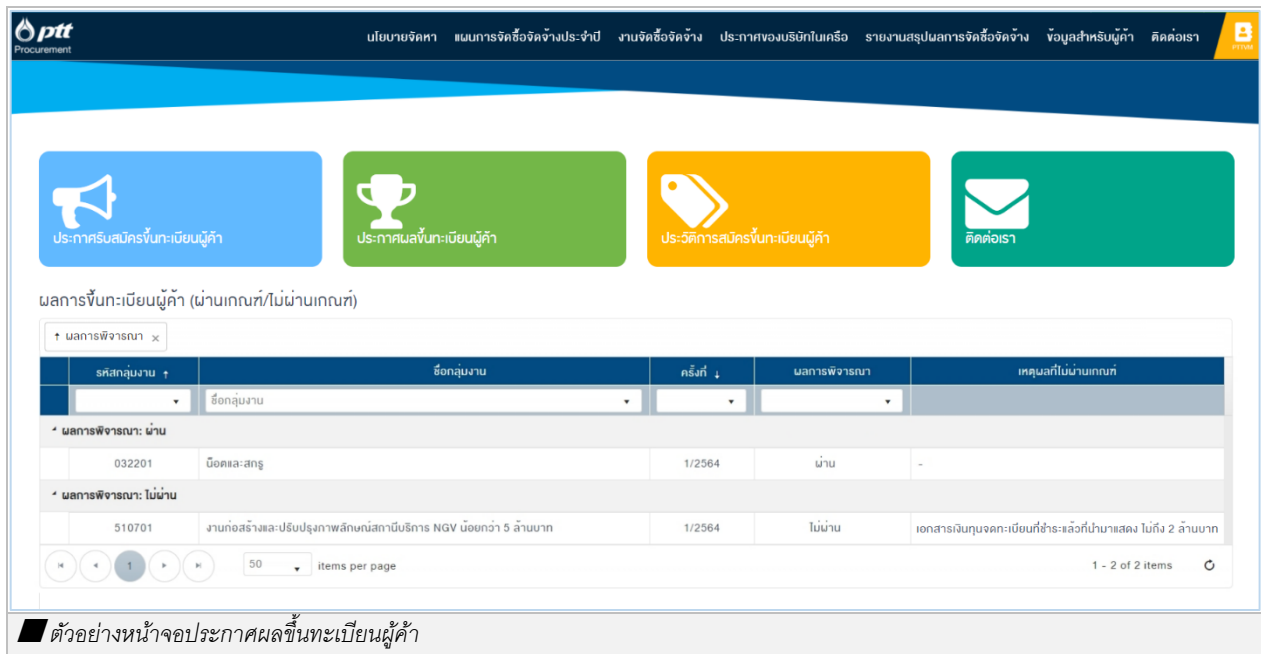 ptt
Procurement
นโยบายจัดหา แผนการจัดซื้อจัดจ้างประจำปี งานจัดซื้อจัดจ้าง ประกาศของบริษัทในเครือ รายงานสรุปผลการจัดซื้อจัดจ้าง ข้อมูลสำหรับผู้ค้า ติดต่อเรา
ประกาศรับสมัครขึ้นทะเบียนผู้ค้า
ประกาศผลขึ้นทะเบียนผู้ค้า
ประวัติการสมัครขึ้นทะเบียนผู้ค้า
ติดต่อเรา
ผลการขึ้นทะเบียนผู้ค้า (ผ่านเกณฑ์/ไม่ผ่านเกณฑ์)
↑ ผลการพิจารณา ×
รหัสกลุ่มงาน ↑ ชื่อกลุ่มงาน ครั้งที่ ↓ ผลการพิจารณา เหตุผลที่ไม่ผ่านเกณฑ์
ชื่อกลุ่มงาน
ผลการพิจารณา: ผ่าน
032201 น็อตและสกรู 1/2564 ผ่าน -
ผลการพิจารณา: ไม่ผ่าน
510701 งานก่อสร้างและปรับปรุงภาพลักษณ์สถานีบริการ NGV น้อยกว่า 5 ล้านบาท 1/2564 ไม่ผ่าน เอกสารเงินทุนจดทะเบียนที่ชำระแล้วที่นำมาแสดง ไม่ถึง 2 ล้านบาท
1 50 items per page 1 - 2 of 2 items
ตัวอย่างหน้าจอประกาศผลขึ้นทะเบียนผู้ค้า